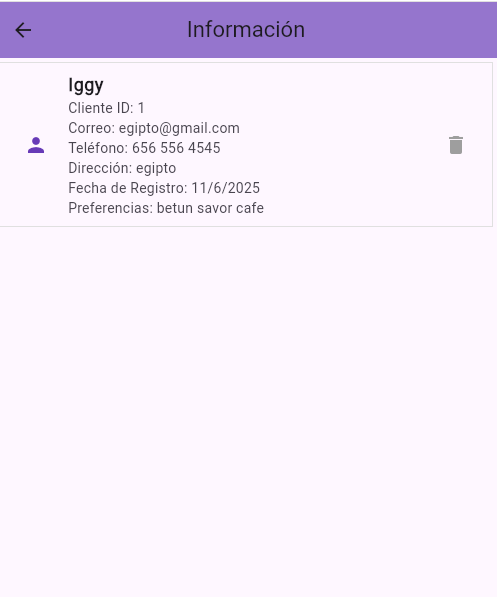 Información
Iggy
Cliente ID: 1
Correo: egipto@gmail.com
Teléfono: 656 556 4545
Dirección: egipto
Fecha de Registro: 11/6/2025
Preferencias: betun savor cafe